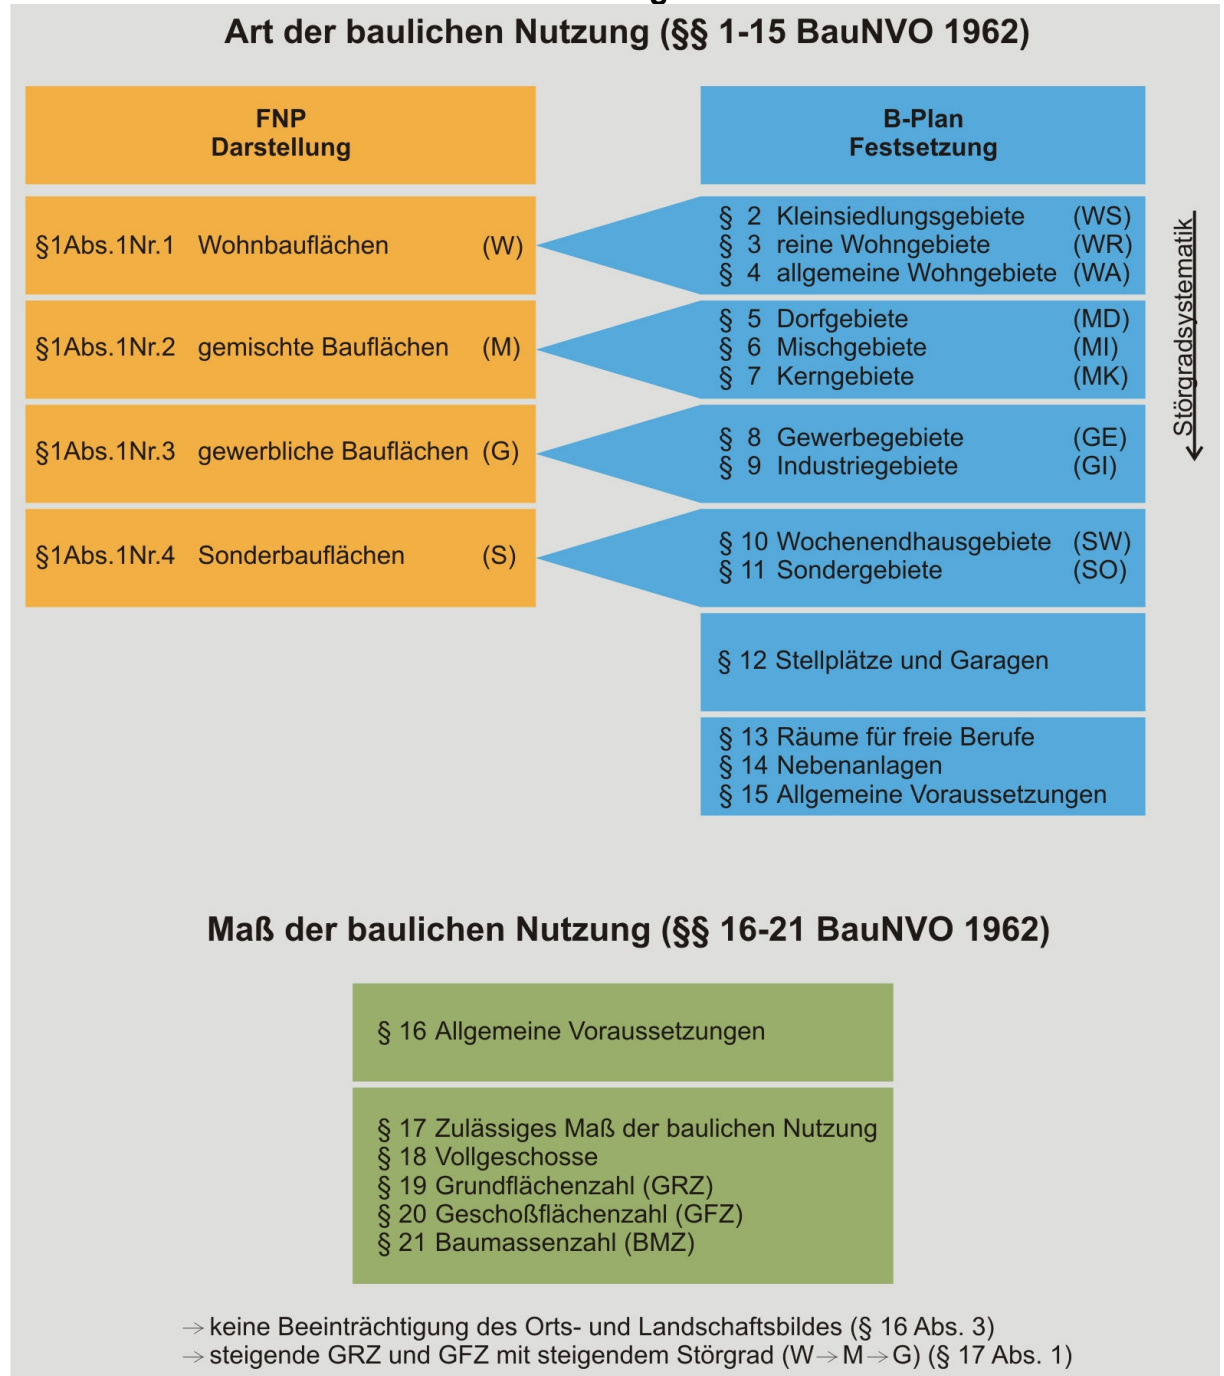 Art der baulichen Nutzung (§§ 1-15 BauNVO 1962)
FNP
Darstellung
§1Abs.1Nr.1 Wohnbauflächen (W)
§1Abs.1Nr.2 gemischte Bauflächen (M)
§1Abs.1Nr.3 gewerbliche Bauflächen (G)
§1Abs.1Nr.4 Sonderbauflächen (S)
B-Plan
Festsetzung
§ 2 Kleinsiedlungsgebiete (WS)
§ 3 reine Wohngebiete (WR)
§ 4 allgemeine Wohngebiete (WA)
§ 5 Dorfgebiete (MD)
§ 6 Mischgebiete (MI)
§ 7 Kerngebiete (MK)
§ 8 Gewerbegebiete (GE)
§ 9 Industriegebiete (GI)
§ 10 Wochenendhausgebiete (SW)
§ 11 Sondergebiete (SO)
§ 12 Stellplätze und Garagen
§ 13 Räume für freie Berufe
§ 14 Nebenanlagen
§ 15 Allgemeine Voraussetzungen
Störgradsystematik
Maß der baulichen Nutzung (§§ 16-21 BauNVO 1962)
§ 16 Allgemeine Voraussetzungen
§ 17 Zulässiges Maß der baulichen Nutzung
§ 18 Vollgeschosse
§ 19 Grundflächenzahl (GRZ)
§ 20 Geschoßflächenzahl (GFZ)
§ 21 Baumassenzahl (BMZ)
→ keine Beeinträchtigung des Orts- und Landschaftsbildes (§ 16 Abs. 3)
→ steigende GRZ und GFZ mit steigendem Störgrad (W→M→G) (§ 17 Abs. 1)